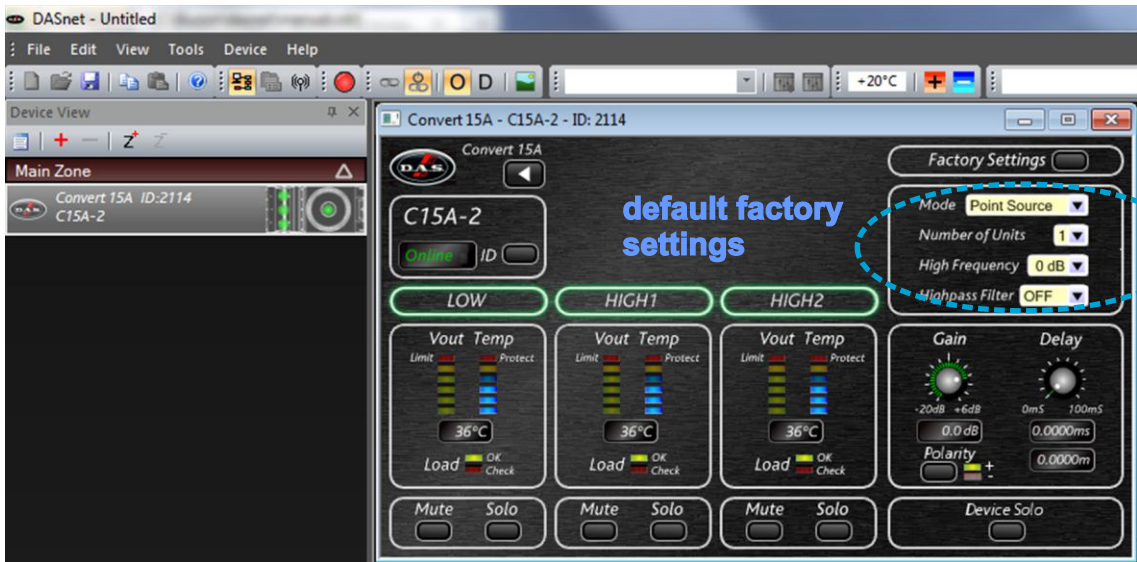 DASnet - Untitled
File Edit View Tools Device Help
O D +20°C
Device View
Z+ Z-
Main Zone
Convert 15A ID:2114
C15A-2
DAS
Convert 15A - C15A-2 - ID: 2114
DAS
Convert 15A
C15A-2
Online ID
default factory
settings
Factory Settings
Mode Point Source
Number of Units 1
High Frequency 0 dB
Highpass Filter OFF
LOW HIGH1 HIGH2
Vout Temp
Limit Protect
36°C
Load OK
Check
Mute Solo
Vout Temp
Limit Protect
36°C
Load OK
Check
Mute Solo
Vout Temp
Limit Protect
36°C
Load OK
Check
Mute Solo
Gain Delay
-20dB +6dB 0mS 100mS
0.0 dB 0.0000ms
Polarity 0.0000m
+
-
Device Solo